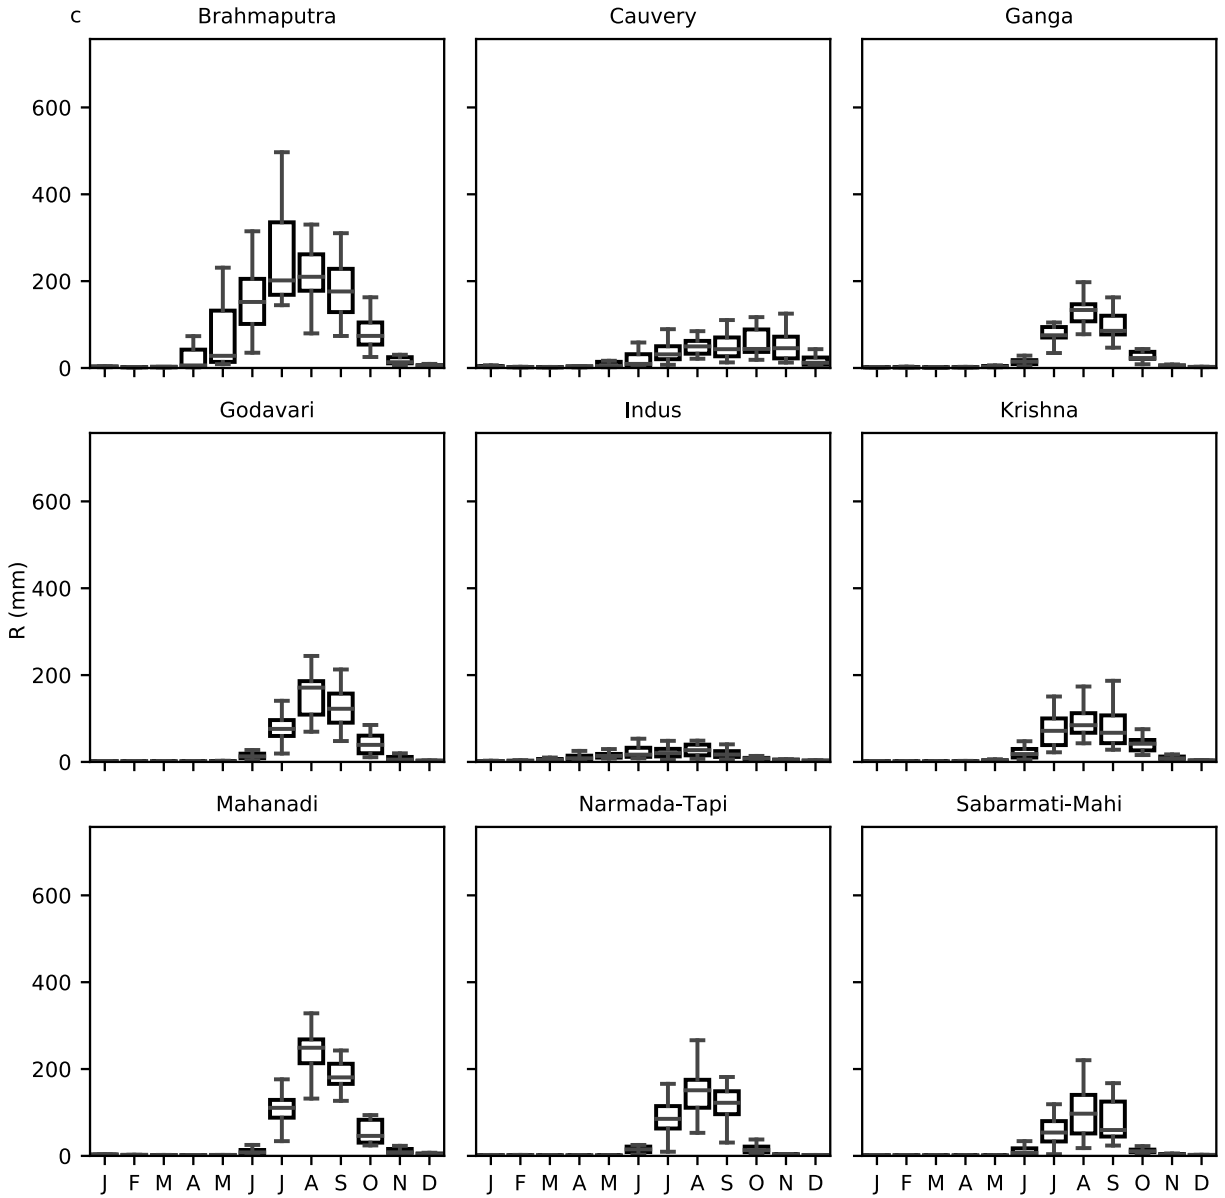 c
Brahmaputra
Cauvery
Ganga
600
400
200
0
Godavari
Indus
Krishna
600
400
200
0
R (mm)
Mahanadi
Narmada-Tapi
Sabarmati-Mahi
600
400
200
0
J F M A M J J A S O N D
J F M A M J J A S O N D
J F M A M J J A S O N D